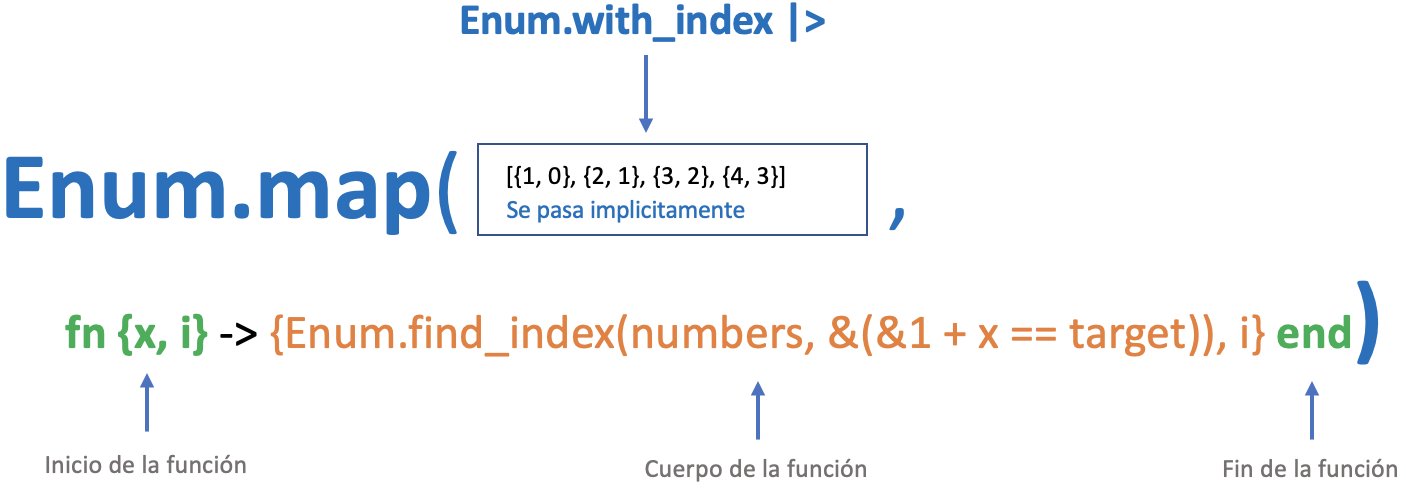 Enum.with_index |>
Enum.map(
[{1, 0}, {2, 1}, {3, 2}, {4, 3}]
Se pasa implicitamente
,
fn {x, i} -> {Enum.find_index(numbers, &(&1 + x == target)), i} end)
Inicio de la función
Cuerpo de la función
Fin de la función